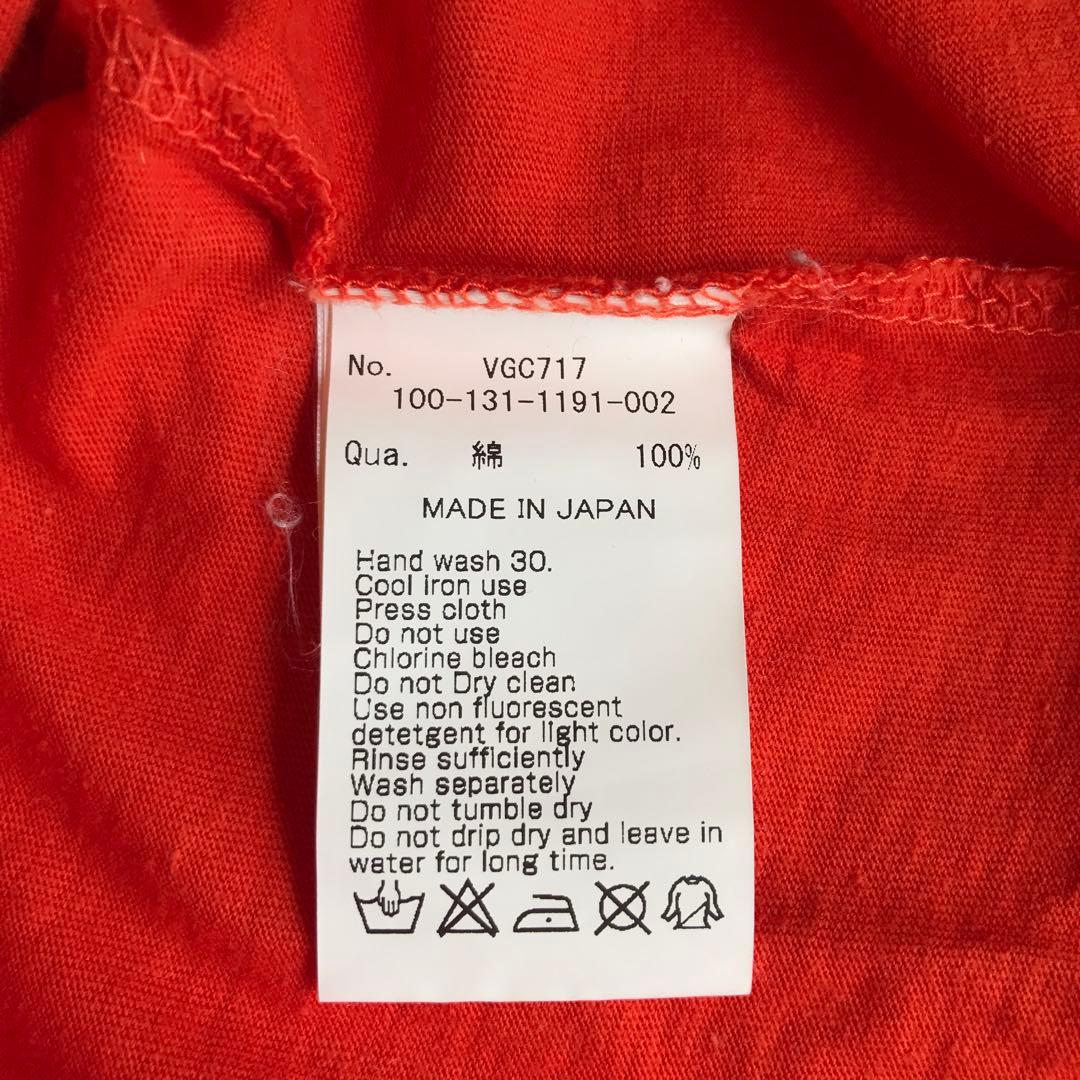 No. VGC717
100-131-1191-002
Qua. 綿 100%
MADE IN JAPAN
Hand wash 30.
Cool iron use
Press cloth
Do not use
Chlorine bleach
Do not Dry clean
Use non fluorescent
detetgent for light color.
Rinse sufficiently
Wash separately
Do not tumble dry
Do not drip dry and leave in
water for long time.